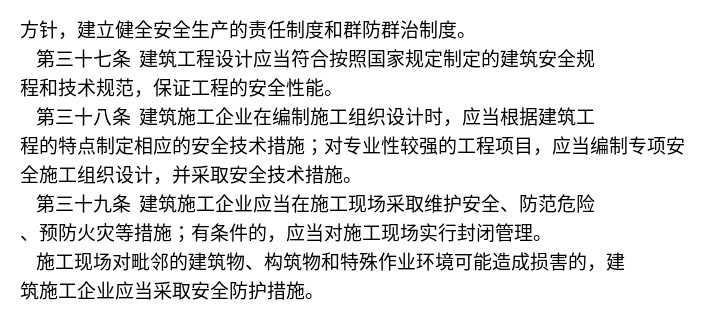 方针，建立健全安全生产的责任制度和群防群治制度。
第三十七条 建筑工程设计应当符合按照国家规定制定的建筑安全规
程和技术规范，保证工程的安全性能。
第三十八条 建筑施工企业在编制施工组织设计时，应当根据建筑工
程的特点制定相应的安全技术措施；对专业性较强的工程项目，应当编制专项安
全施工组织设计，并采取安全技术措施。
第三十九条 建筑施工企业应当在施工现场采取维护安全、防范危险
、预防火灾等措施；有条件的，应当对施工现场实行封闭管理。
施工现场对毗邻的建筑物、构筑物和特殊作业环境可能造成损害的，建
筑施工企业应当采取安全防护措施。